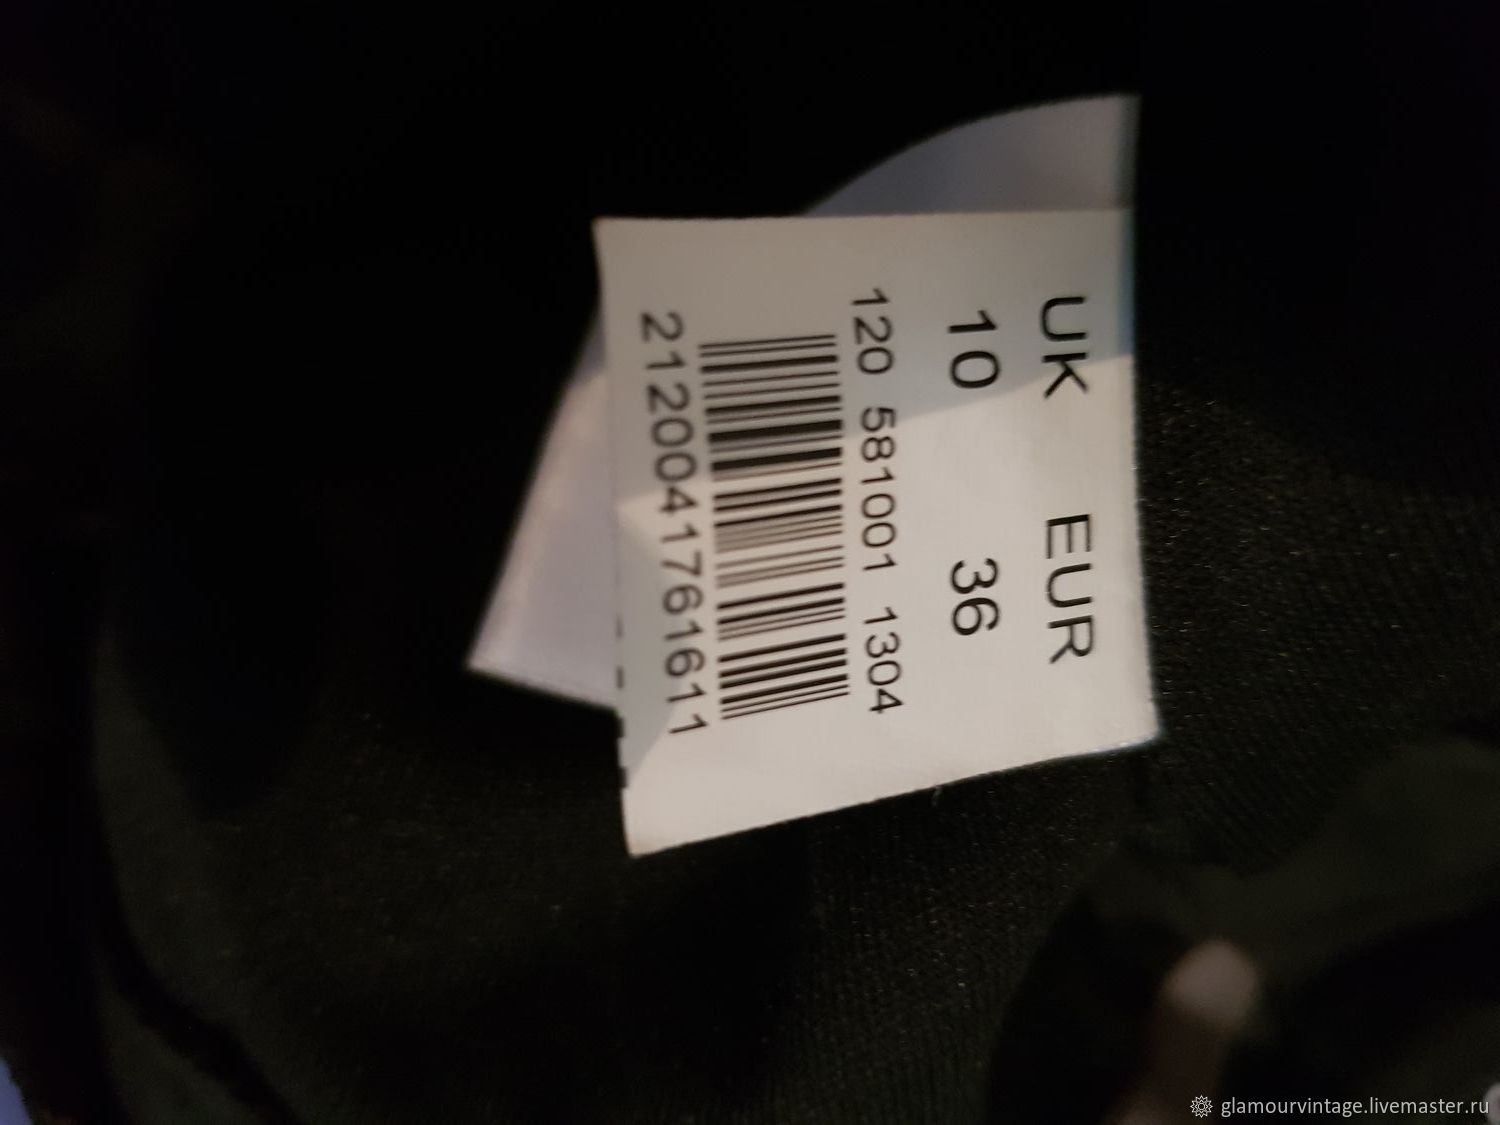 UK EUR
10 36
120 581001 1304
2120041761611
glamourvintage.livemaster.ru